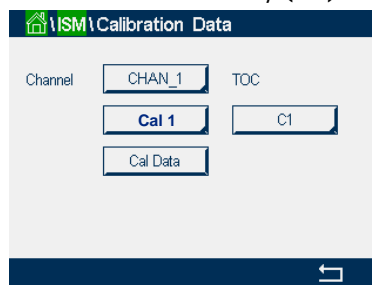 \ISM\Calibration Data
Channel CHAN_1 TOC
Cal 1 C1
Cal Data